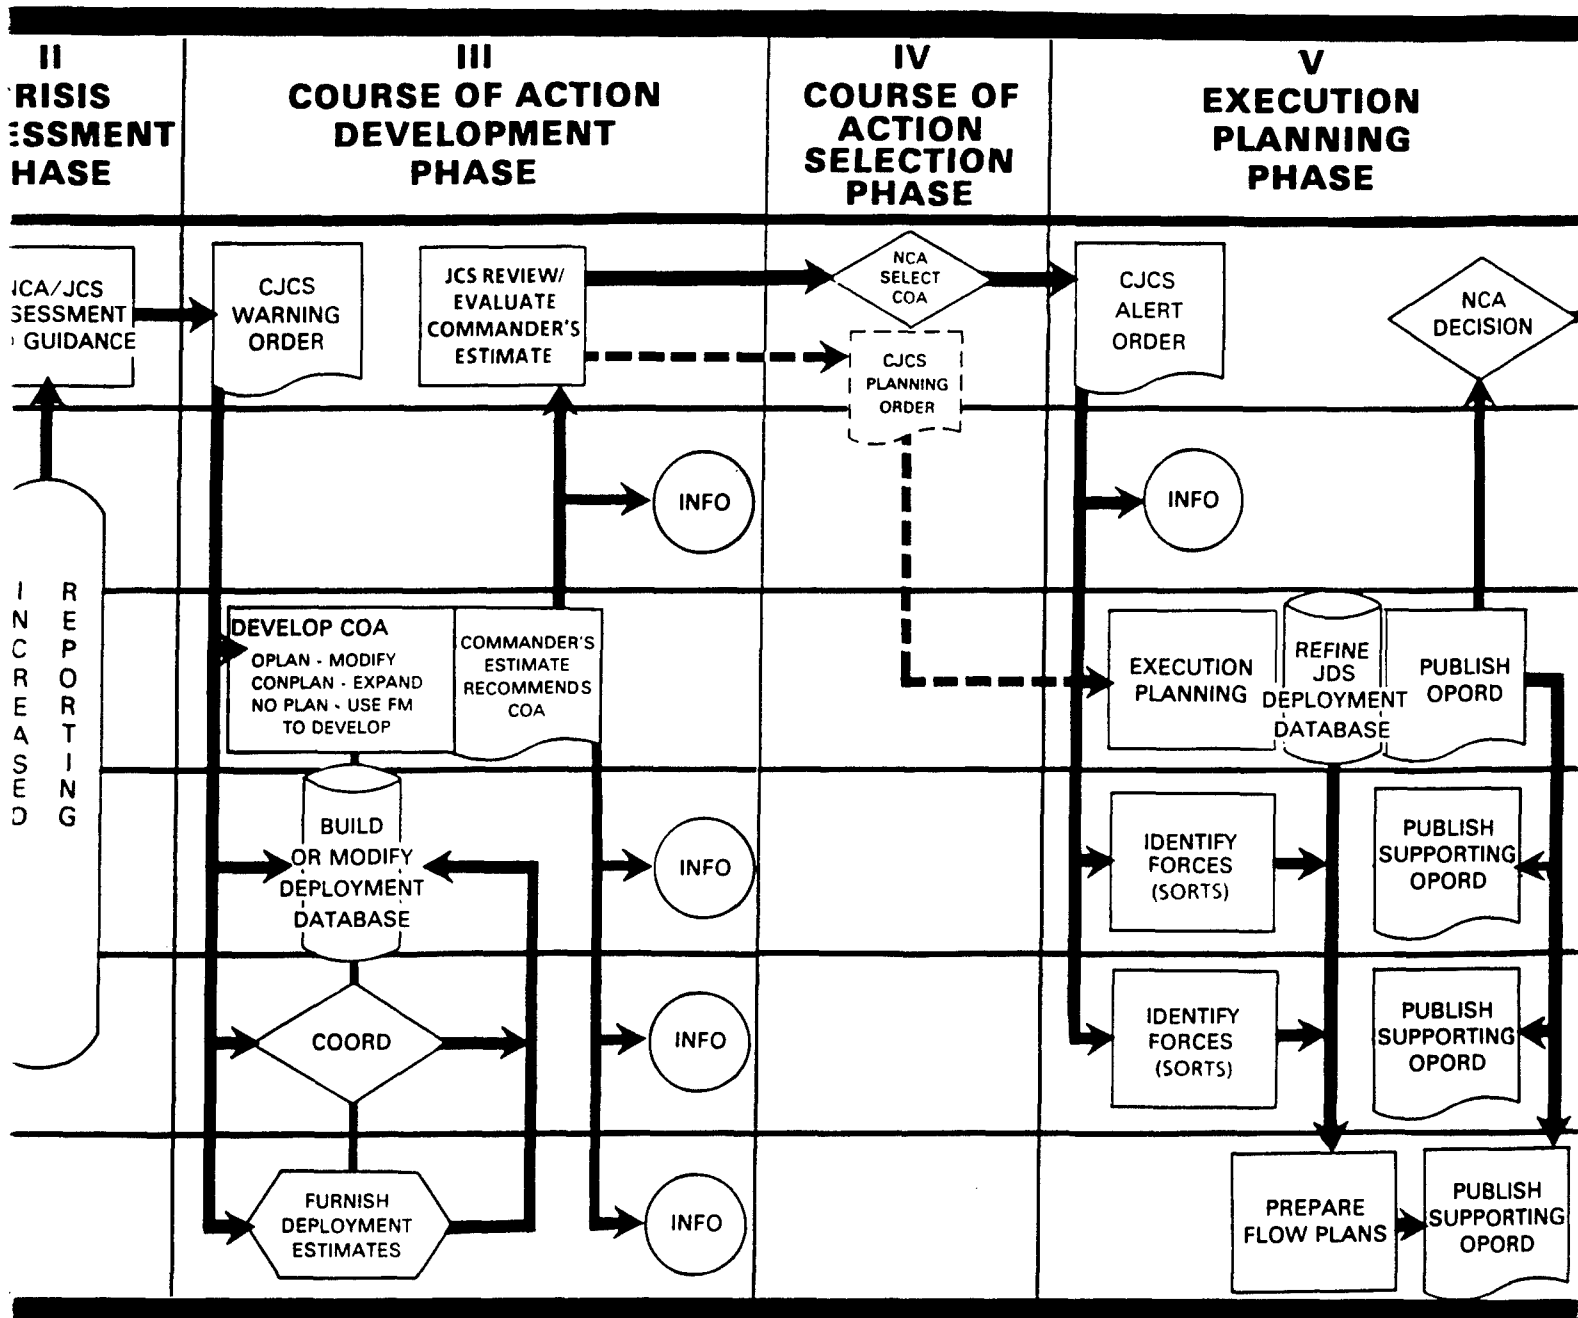 II
RISIS
ESSMENT
HASE
III
COURSE OF ACTION
DEVELOPMENT
PHASE
IV
COURSE OF
ACTION
SELECTION
PHASE
V
EXECUTION
PLANNING
PHASE
NCA/JCS
SESSMENT
GUIDANCE
CJCS
WARNING
ORDER
JCS REVIEW/
EVALUATE
COMMANDER'S
ESTIMATE
NCA
SELECT
COA
CJCS
PLANNING
ORDER
CJCS
ALERT
ORDER
NCA
DECISION
INFO
INFO
INCREASED
REPORTING
DEVELOP COA
OPLAN - MODIFY
CONPLAN - EXPAND
NO PLAN - USE FM
TO DEVELOP
COMMANDER'S
ESTIMATE
RECOMMENDS
COA
EXECUTION
PLANNING
REFINE
JDS
DEPLOYMENT
DATABASE
PUBLISH
OPORD
BUILD
OR MODIFY
DEPLOYMENT
DATABASE
INFO
IDENTIFY
FORCES
(SORTS)
PUBLISH
SUPPORTING
OPORD
COORD
INFO
IDENTIFY
FORCES
(SORTS)
PUBLISH
SUPPORTING
OPORD
FURNISH
DEPLOYMENT
ESTIMATES
INFO
PREPARE
FLOW PLANS
PUBLISH
SUPPORTING
OPORD